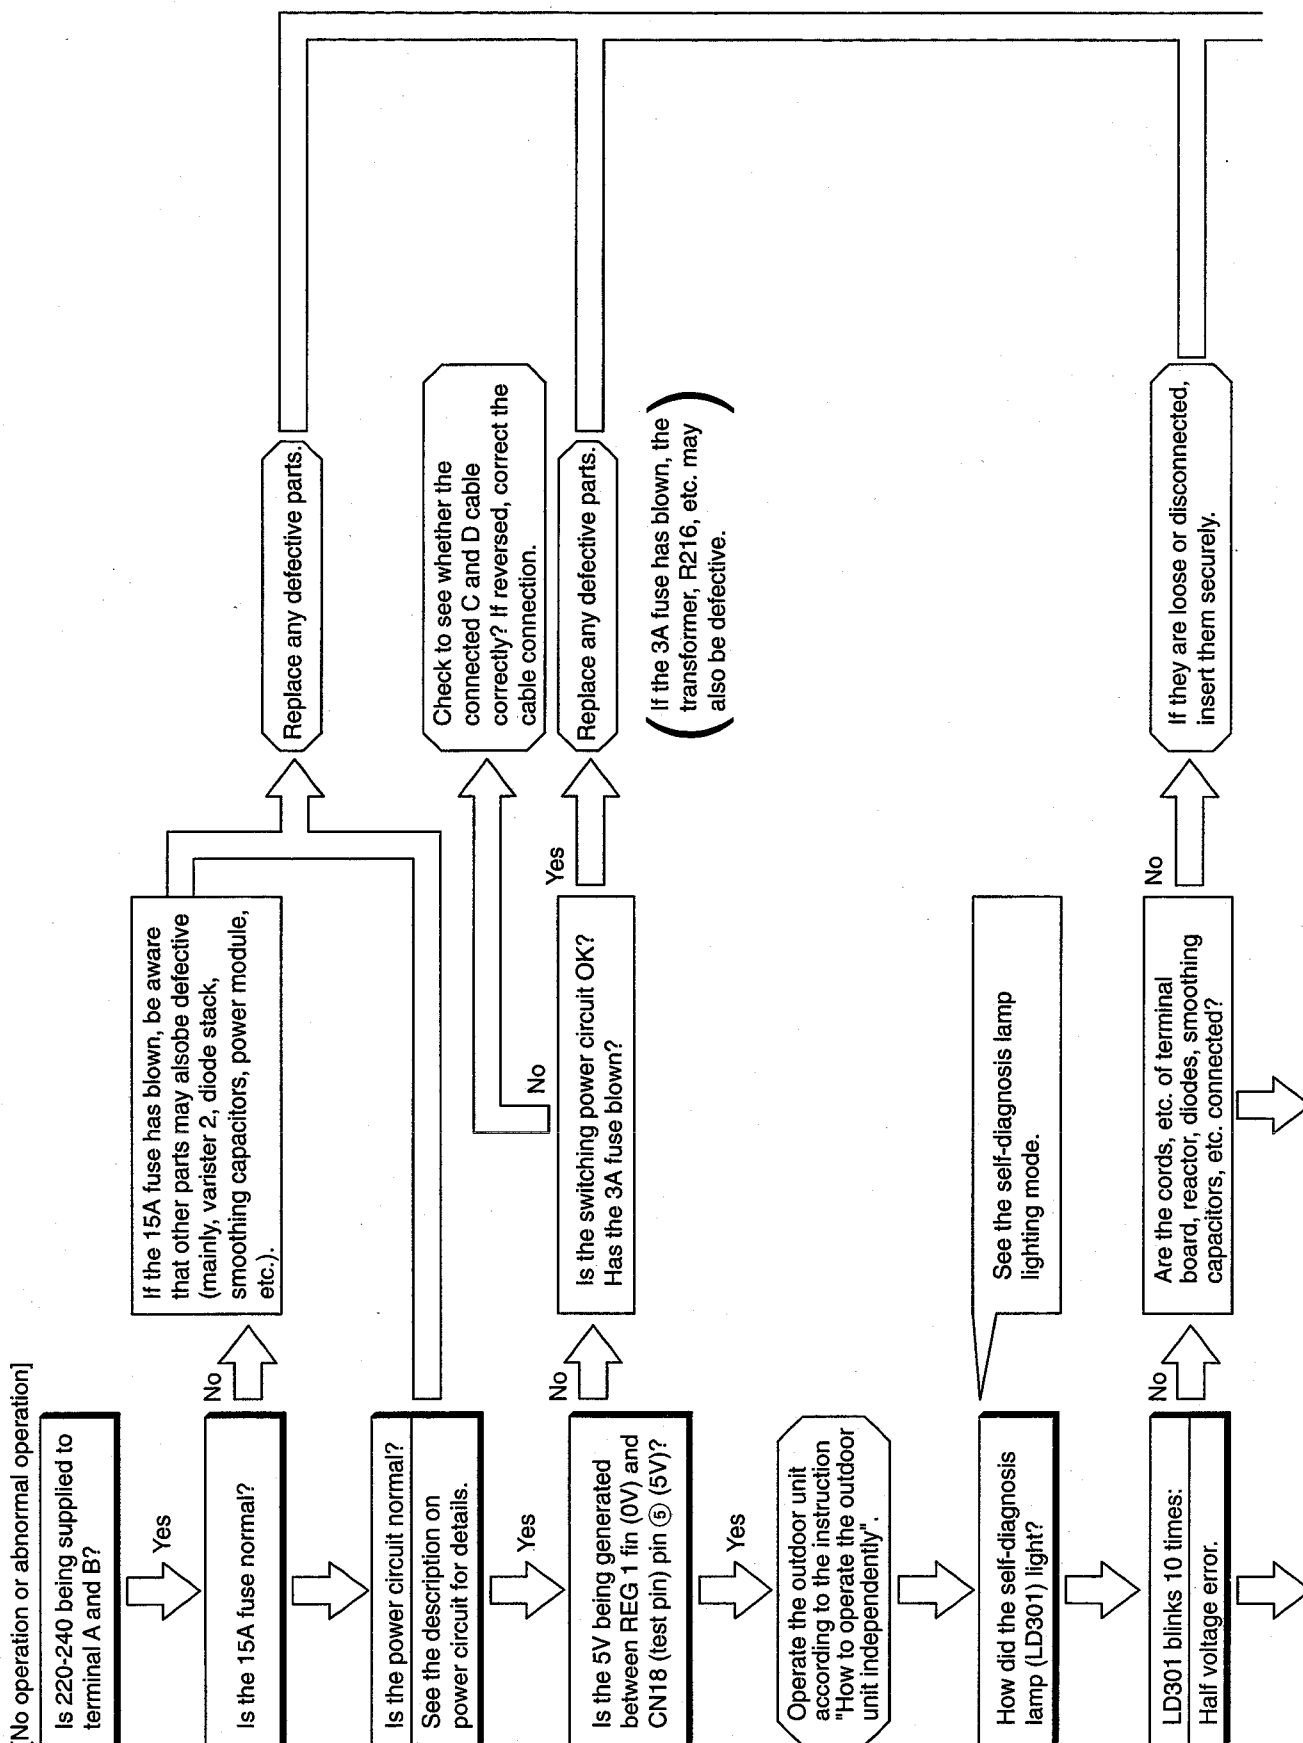 [No operation or abnormal operation]
Is 220-240 being supplied to
terminal A and B?
Yes
Is the 15A fuse normal?
No
If the 15A fuse has blown, be aware
that other parts may alsobe defective
(mainly, varister 2, diode stack,
smoothing capacitors, power module,
etc.).
Replace any defective parts.
Is the power circuit normal?
See the description on
power circuit for details.
Yes
Is the 5V being generated
between REG 1 fin (0V) and
CN18 (test pin) pin ⑤ (5V)?
No
Is the switching power circuit OK?
Has the 3A fuse blown?
No
Check to see whether the
connected C and D cable
correctly? If reversed, correct the
cable connection.
Yes
Replace any defective parts.
(If the 3A fuse has blown, the
transformer, R216, etc. may
also be defective.)
Yes
Operate the outdoor unit
according to the instruction
"How to operate the outdoor
unit independently".
How did the self-diagnosis
lamp (LD301) light?
See the self-diagnosis lamp
lighting mode.
LD301 blinks 10 times:
Half voltage error.
No
Are the cords, etc. of terminal
board, reactor, diodes, smoothing
capacitors, etc. connected?
No
If they are loose or disconnected,
insert them securely.